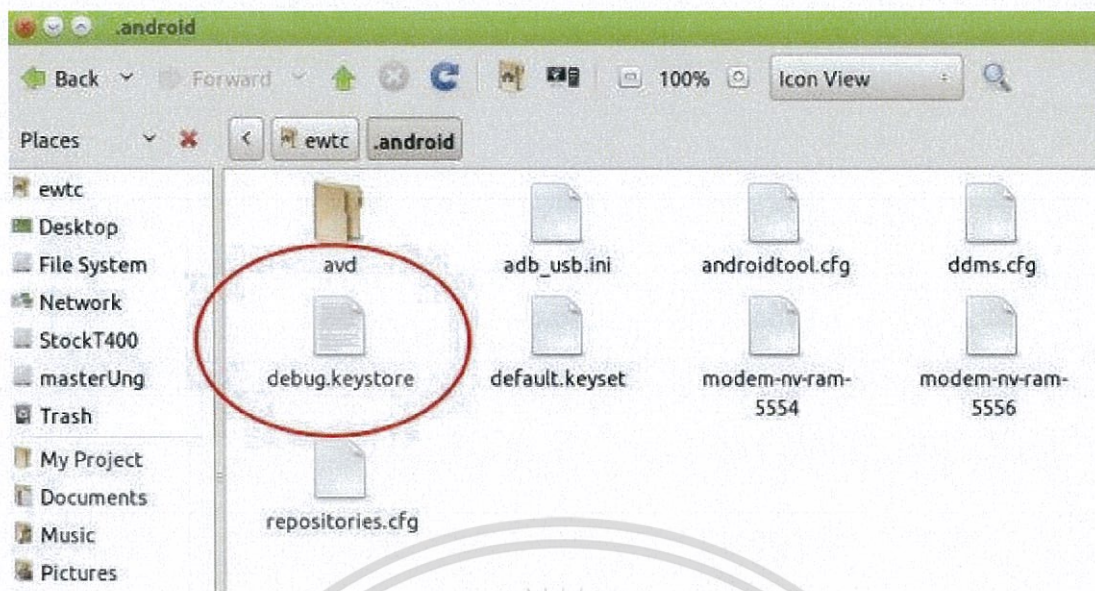 .android
Back
Forward
100%
Icon View
Places
ewtc
.android
ewtc
Desktop
File System
Network
StockT400
masterUng
Trash
My Project
Documents
Music
Pictures
avd
adb_usb.ini
androidtool.cfg
ddms.cfg
debug.keystore
default.keyset
modem-nv-ram-
5554
modem-nv-ram-
5556
repositories.cfg